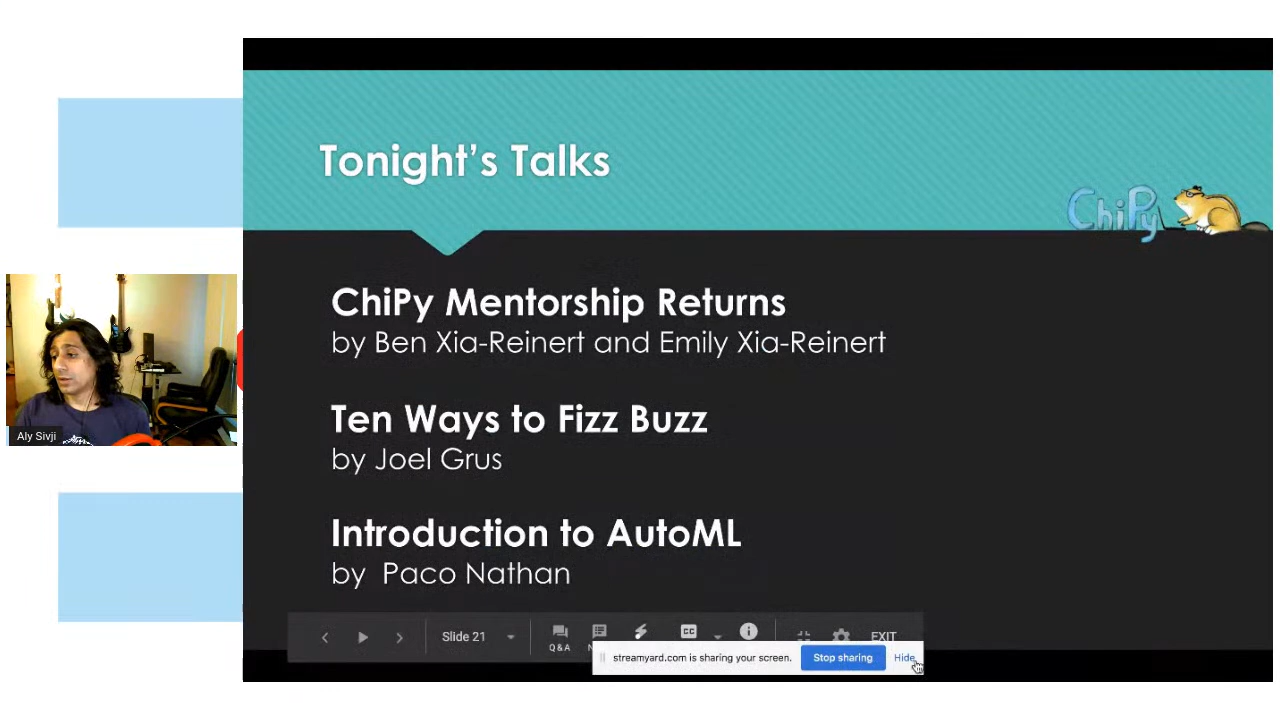 Tonight's Talks
ChiPy
ChiPy Mentorship Returns
by Ben Xia-Reinert and Emily Xia-Reinert
Ten Ways to Fizz Buzz
by Joel Grus
Introduction to AutoML
by Paco Nathan
Aly Sivji
Slide 21
CC
EXIT
Q&A
streamyard.com is sharing your screen.
Stop sharing
Hide